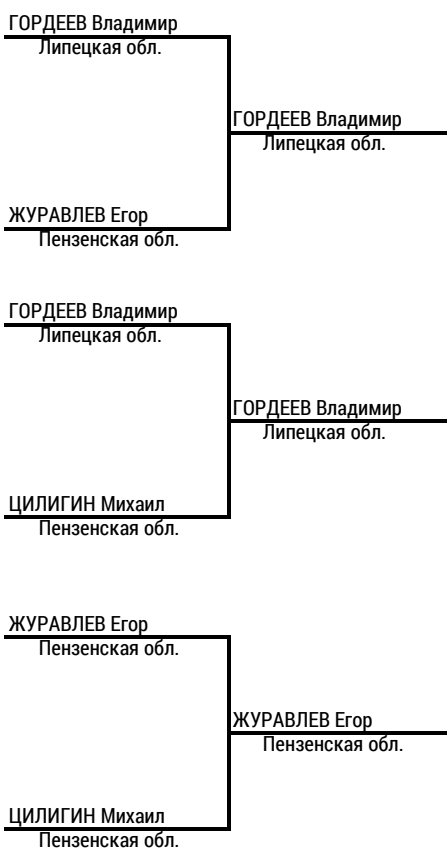 ГОРДЕЕВ Владимир
Липецкая обл.
ГОРДЕЕВ Владимир
Липецкая обл.
ЖУРАВЛЕВ Егор
Пензенская обл.
ГОРДЕЕВ Владимир
Липецкая обл.
ГОРДЕЕВ Владимир
Липецкая обл.
ЦИЛИГИН Михаил
Пензенская обл.
ЖУРАВЛЕВ Егор
Пензенская обл.
ЖУРАВЛЕВ Егор
Пензенская обл.
ЦИЛИГИН Михаил
Пензенская обл.